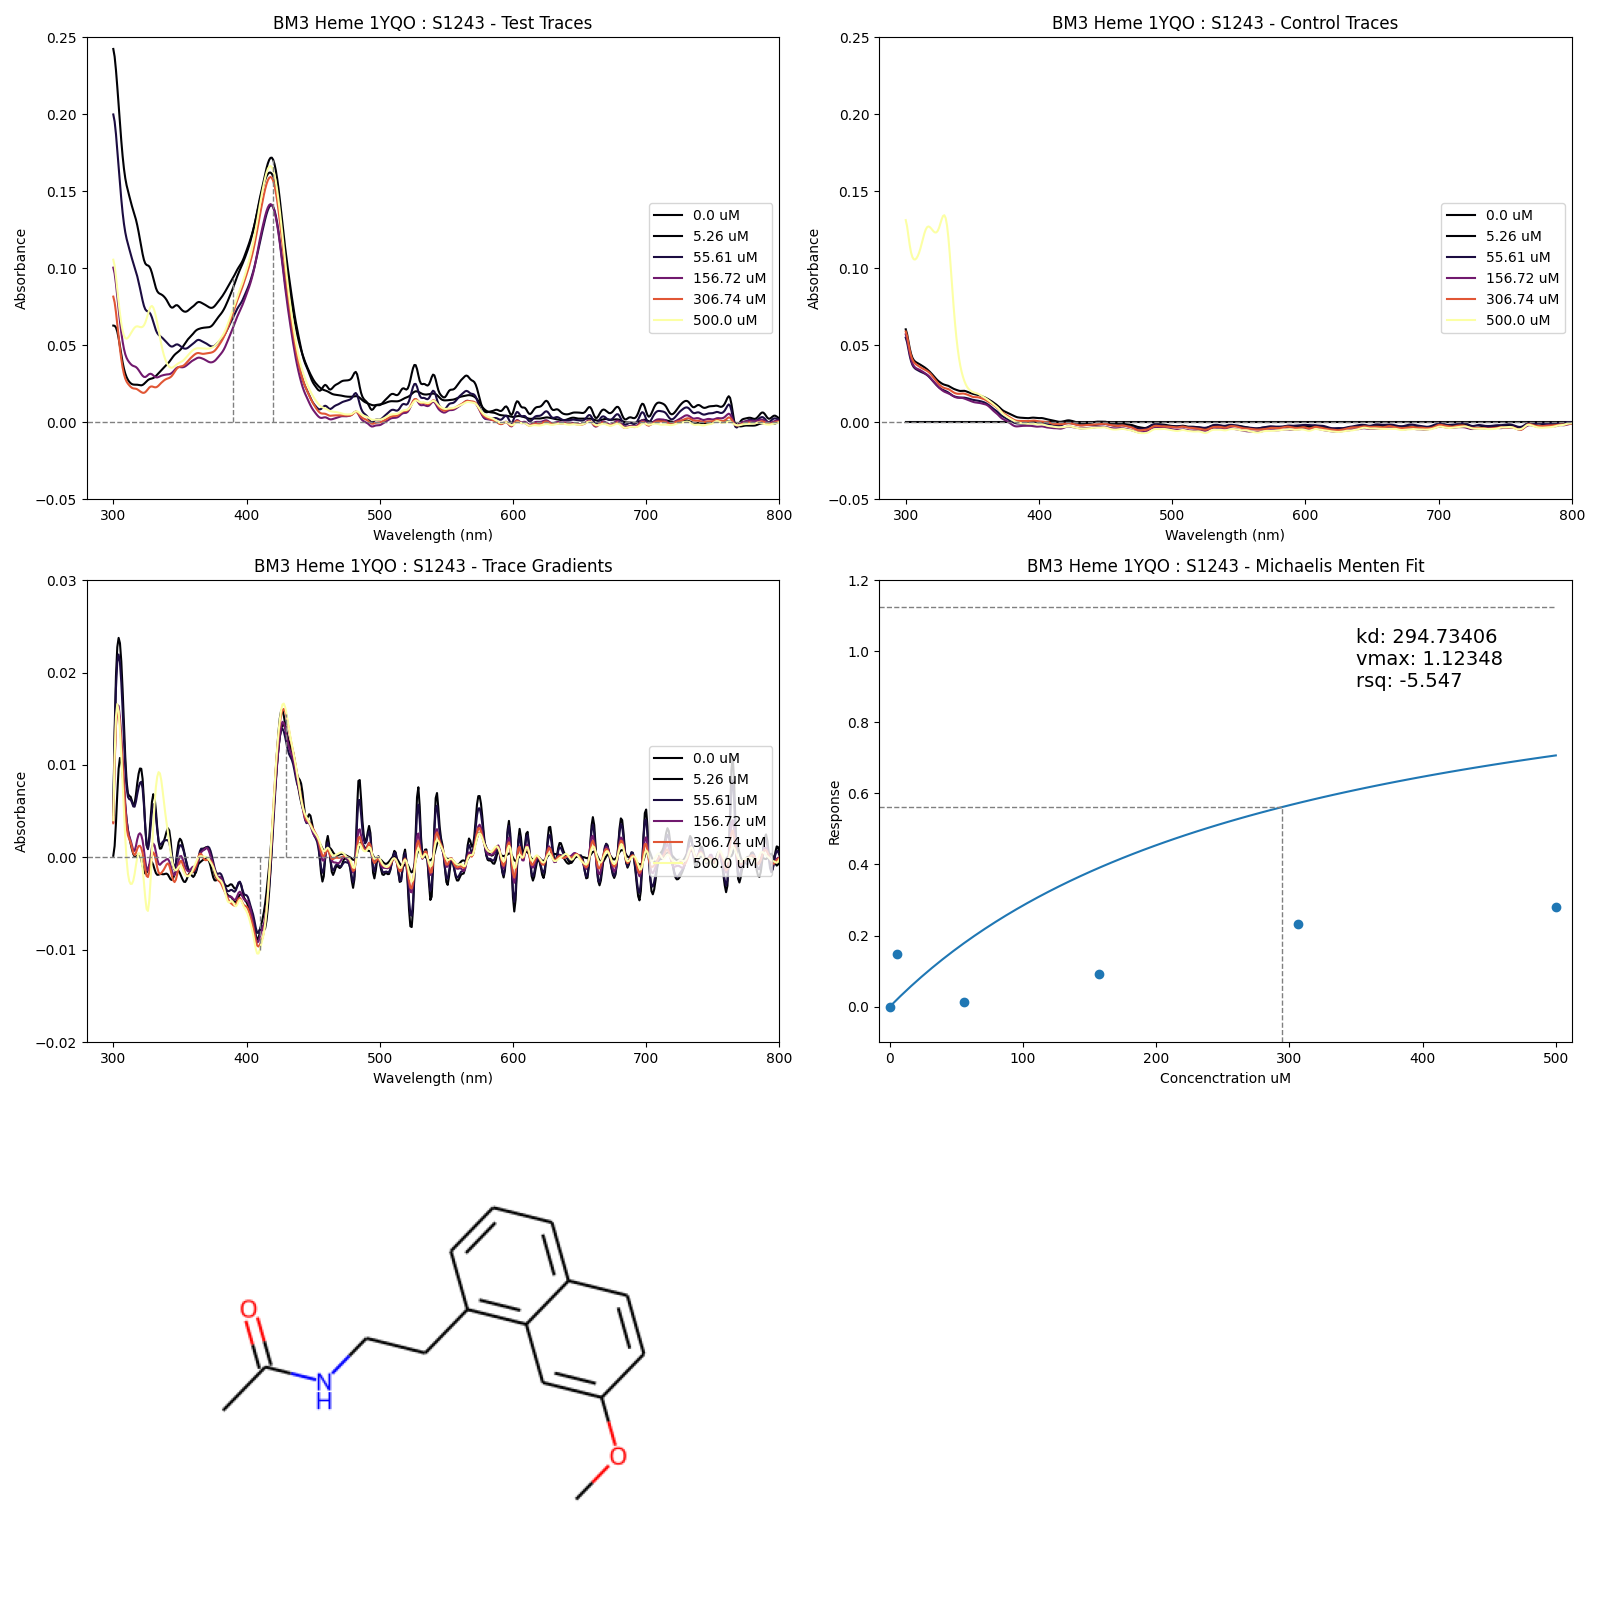 BM3 Heme 1YQO : S1243 - Test Traces
Absorbance
0.25
0.20
0.15
0.10
0.05
0.00
−0.05
0.0 uM
5.26 uM
55.61 uM
156.72 uM
306.74 uM
500.0 uM
300 400 500 600 700 800
Wavelength (nm)
BM3 Heme 1YQO : S1243 - Control Traces
Absorbance
0.25
0.20
0.15
0.10
0.05
0.00
−0.05
0.0 uM
5.26 uM
55.61 uM
156.72 uM
306.74 uM
500.0 uM
300 400 500 600 700 800
Wavelength (nm)
BM3 Heme 1YQO : S1243 - Trace Gradients
Absorbance
0.03
0.02
0.01
0.00
−0.01
−0.02
0.0 uM
5.26 uM
55.61 uM
156.72 uM
306.74 uM
500.0 uM
300 400 500 600 700 800
Wavelength (nm)
BM3 Heme 1YQO : S1243 - Michaelis Menten Fit
Response
1.2
1.0
0.8
0.6
0.4
0.2
0.0
kd: 294.73406
vmax: 1.12348
rsq: -5.547
0 100 200 300 400 500
Concenctration uM
O
N
H
O